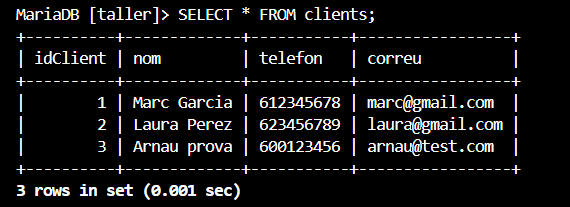 MariaDB [taller]> SELECT * FROM clients;
+----------+--------------+-----------+-----------------+
| idClient | nom          | telefon   | correu          |
+----------+--------------+-----------+-----------------+
|        1 | Marc Garcia  | 612345678 | marc@gmail.com  |
|        2 | Laura Perez  | 623456789 | laura@gmail.com |
|        3 | Arnau prova  | 600123456 | arnau@test.com  |
+----------+--------------+-----------+-----------------+
3 rows in set (0.001 sec)